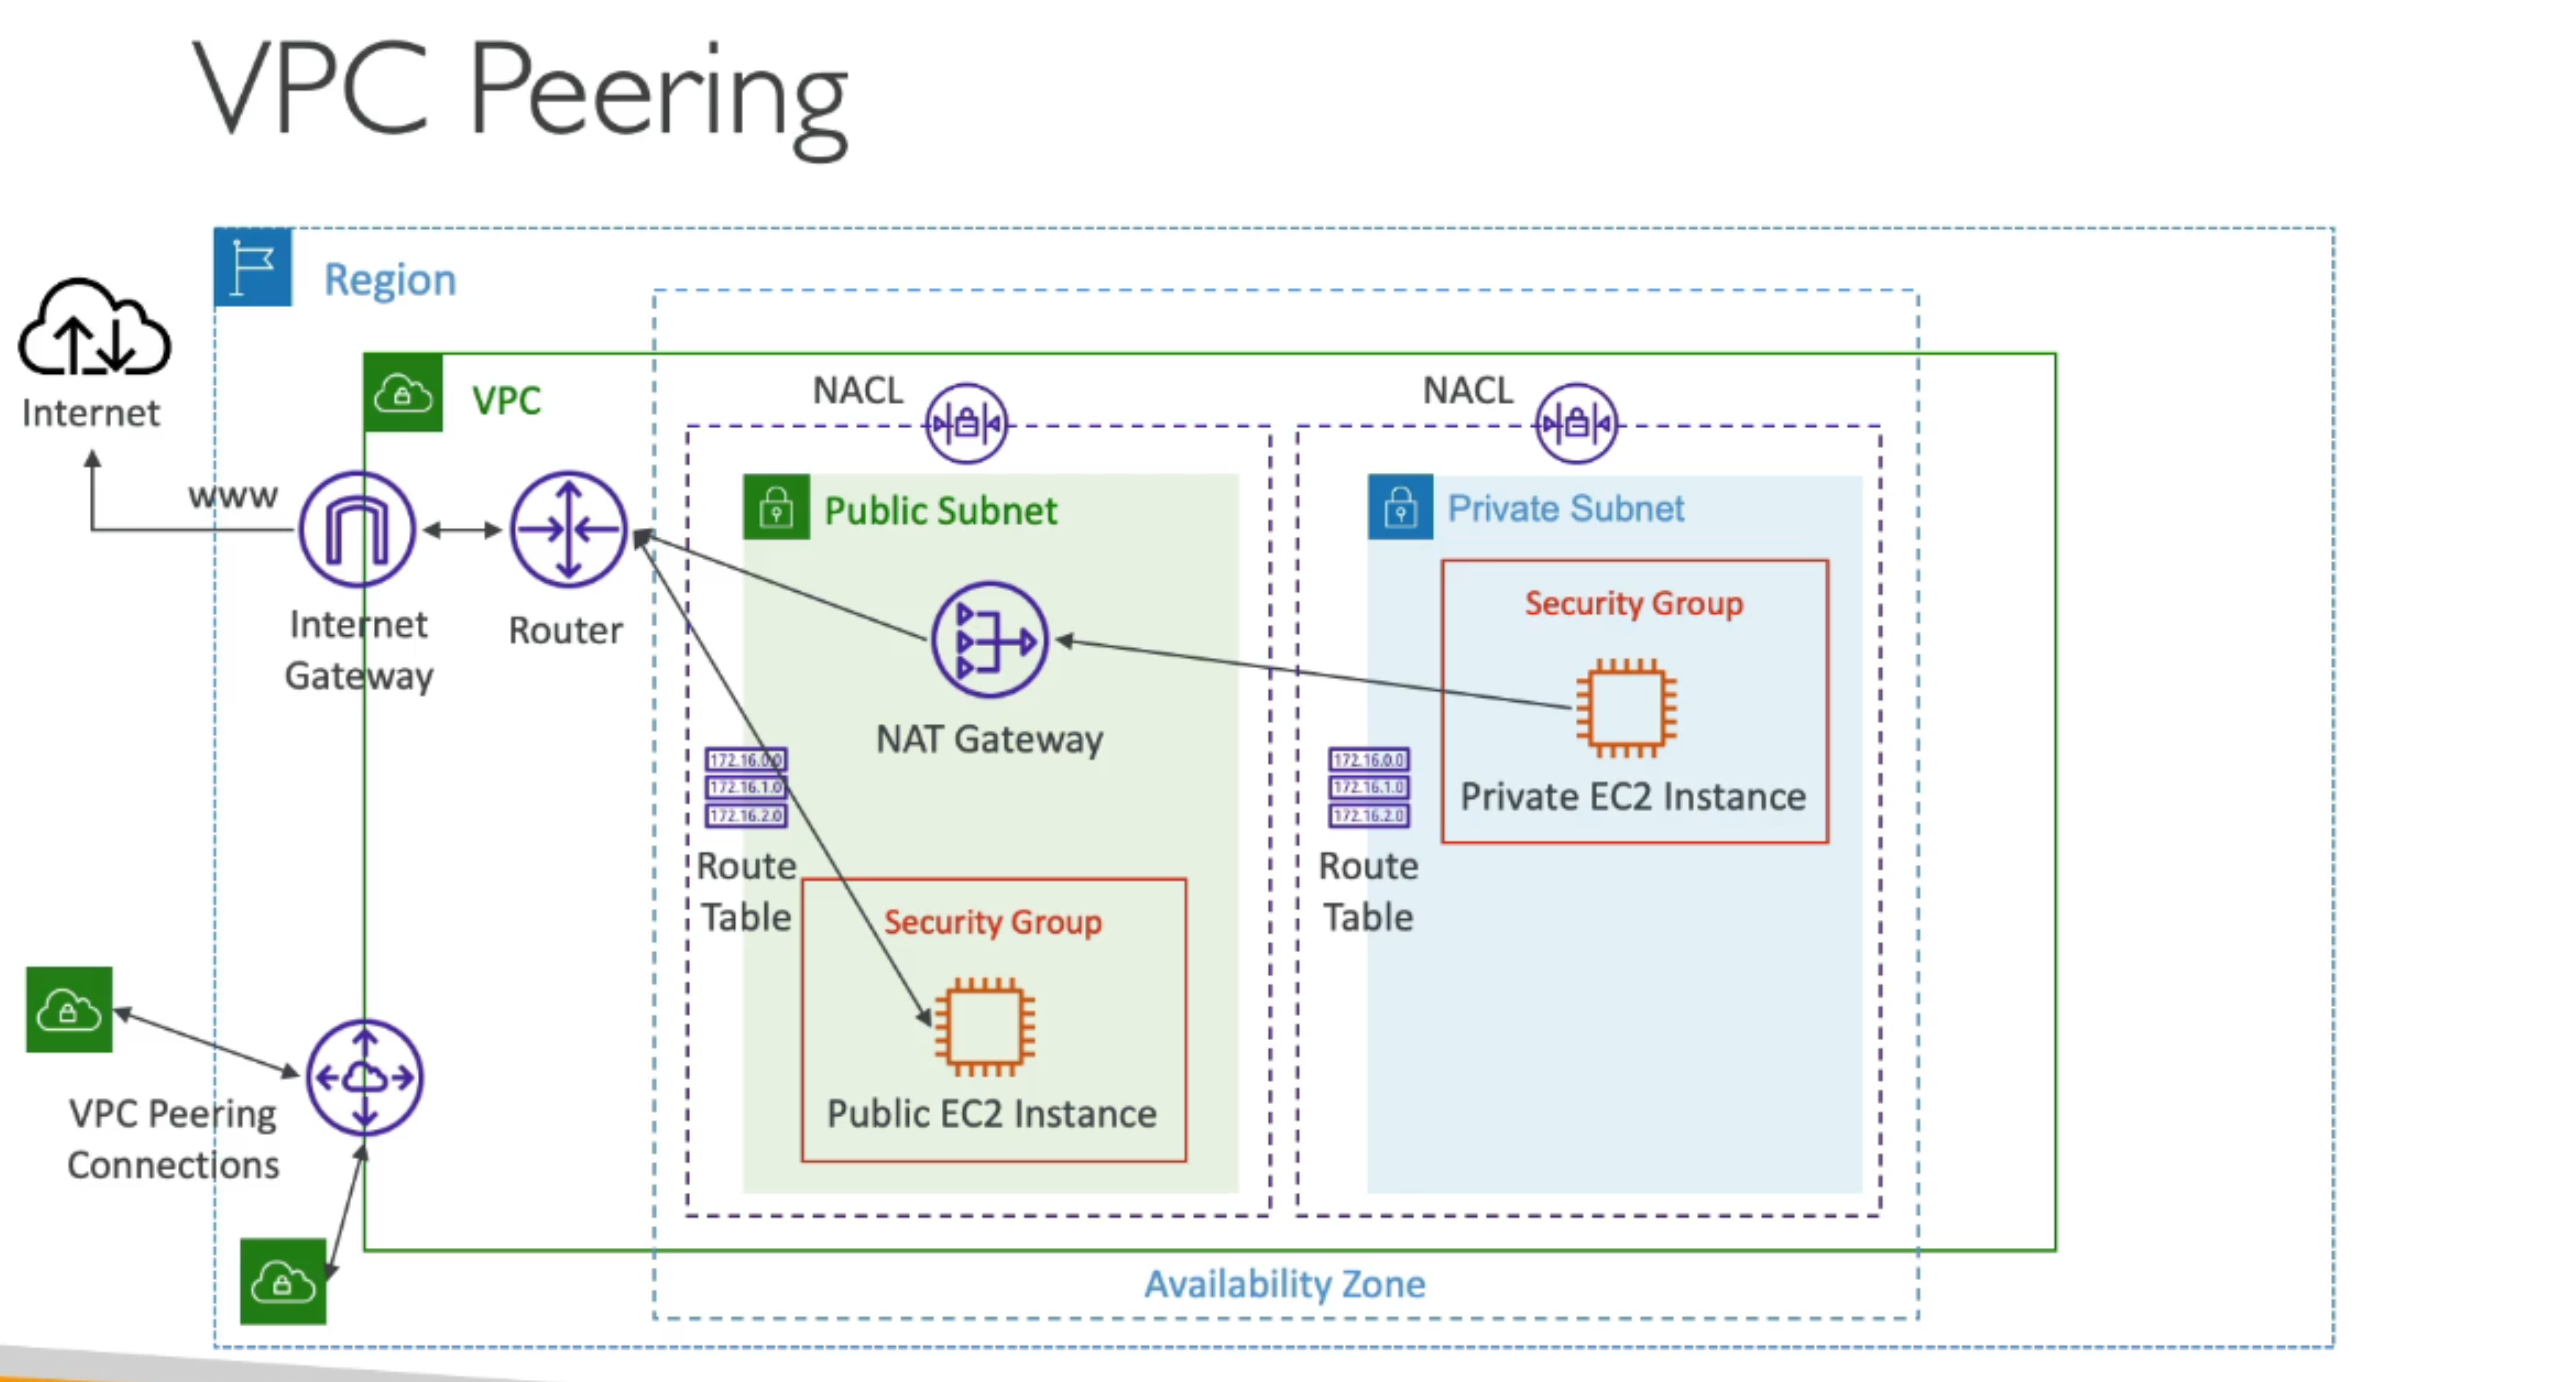 VPC Peering
Region
Internet
www
VPC
Internet
Gateway
Router
NACL
NACL
Public Subnet
Private Subnet
NAT Gateway
Security Group
Private EC2 Instance
172.16.0.0
172.16.1.0
172.16.2.0
Route
Table
172.16.0.0
172.16.1.0
172.16.2.0
Route
Table
Security Group
Public EC2 Instance
VPC Peering
Connections
Availability Zone